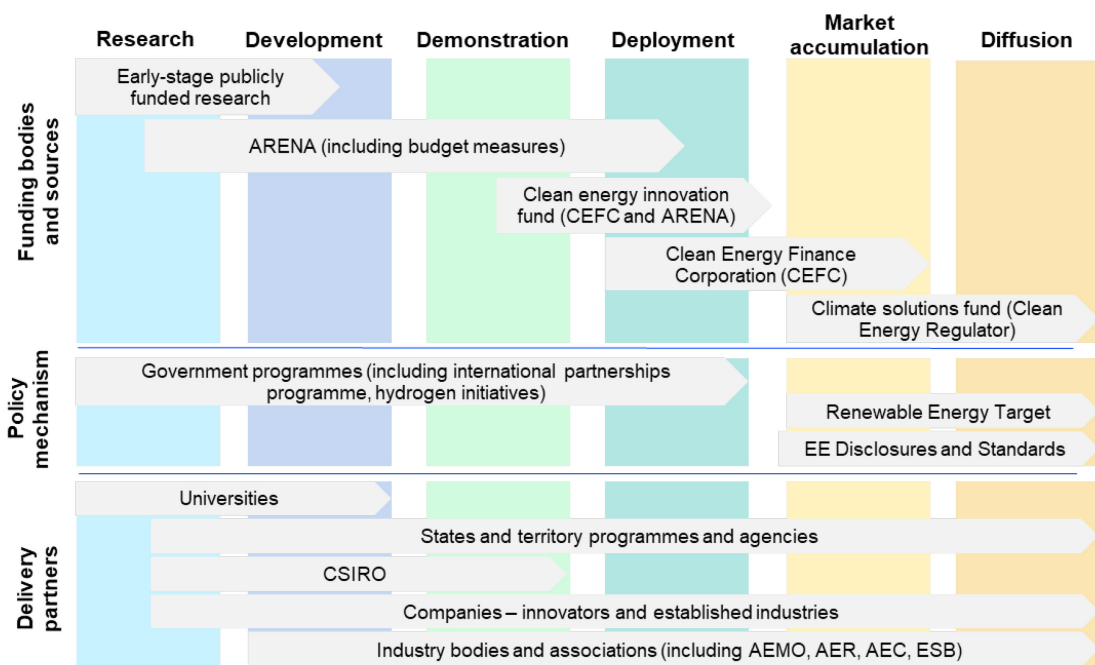 Research
Development
Demonstration
Deployment
Market
accumulation
Diffusion
Funding bodies
and sources
Early-stage publicly
funded research
ARENA (including budget measures)
Clean energy innovation
fund (CEFC and ARENA)
Clean Energy Finance
Corporation (CEFC)
Climate solutions fund (Clean
Energy Regulator)
Policy
mechanism
Government programmes (including international partnerships
programme, hydrogen initiatives)
Renewable Energy Target
EE Disclosures and Standards
Delivery
partners
Universities
States and territory programmes and agencies
CSIRO
Companies – innovators and established industries
Industry bodies and associations (including AEMO, AER, AEC, ESB)